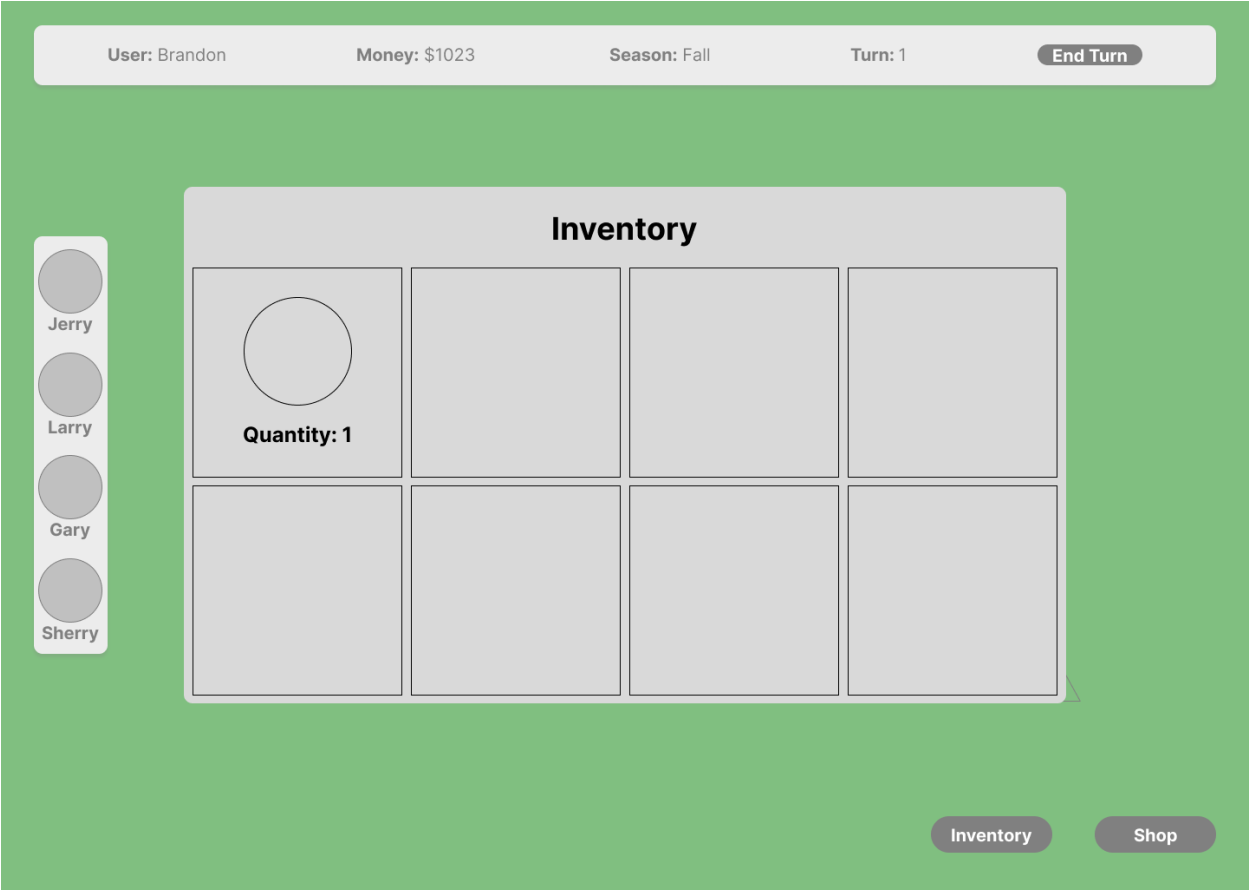 User: Brandon Money: $1023 Season: Fall Turn: 1 End Turn
Inventory
Quantity: 1
Jerry
Larry
Gary
Sherry
Inventory Shop